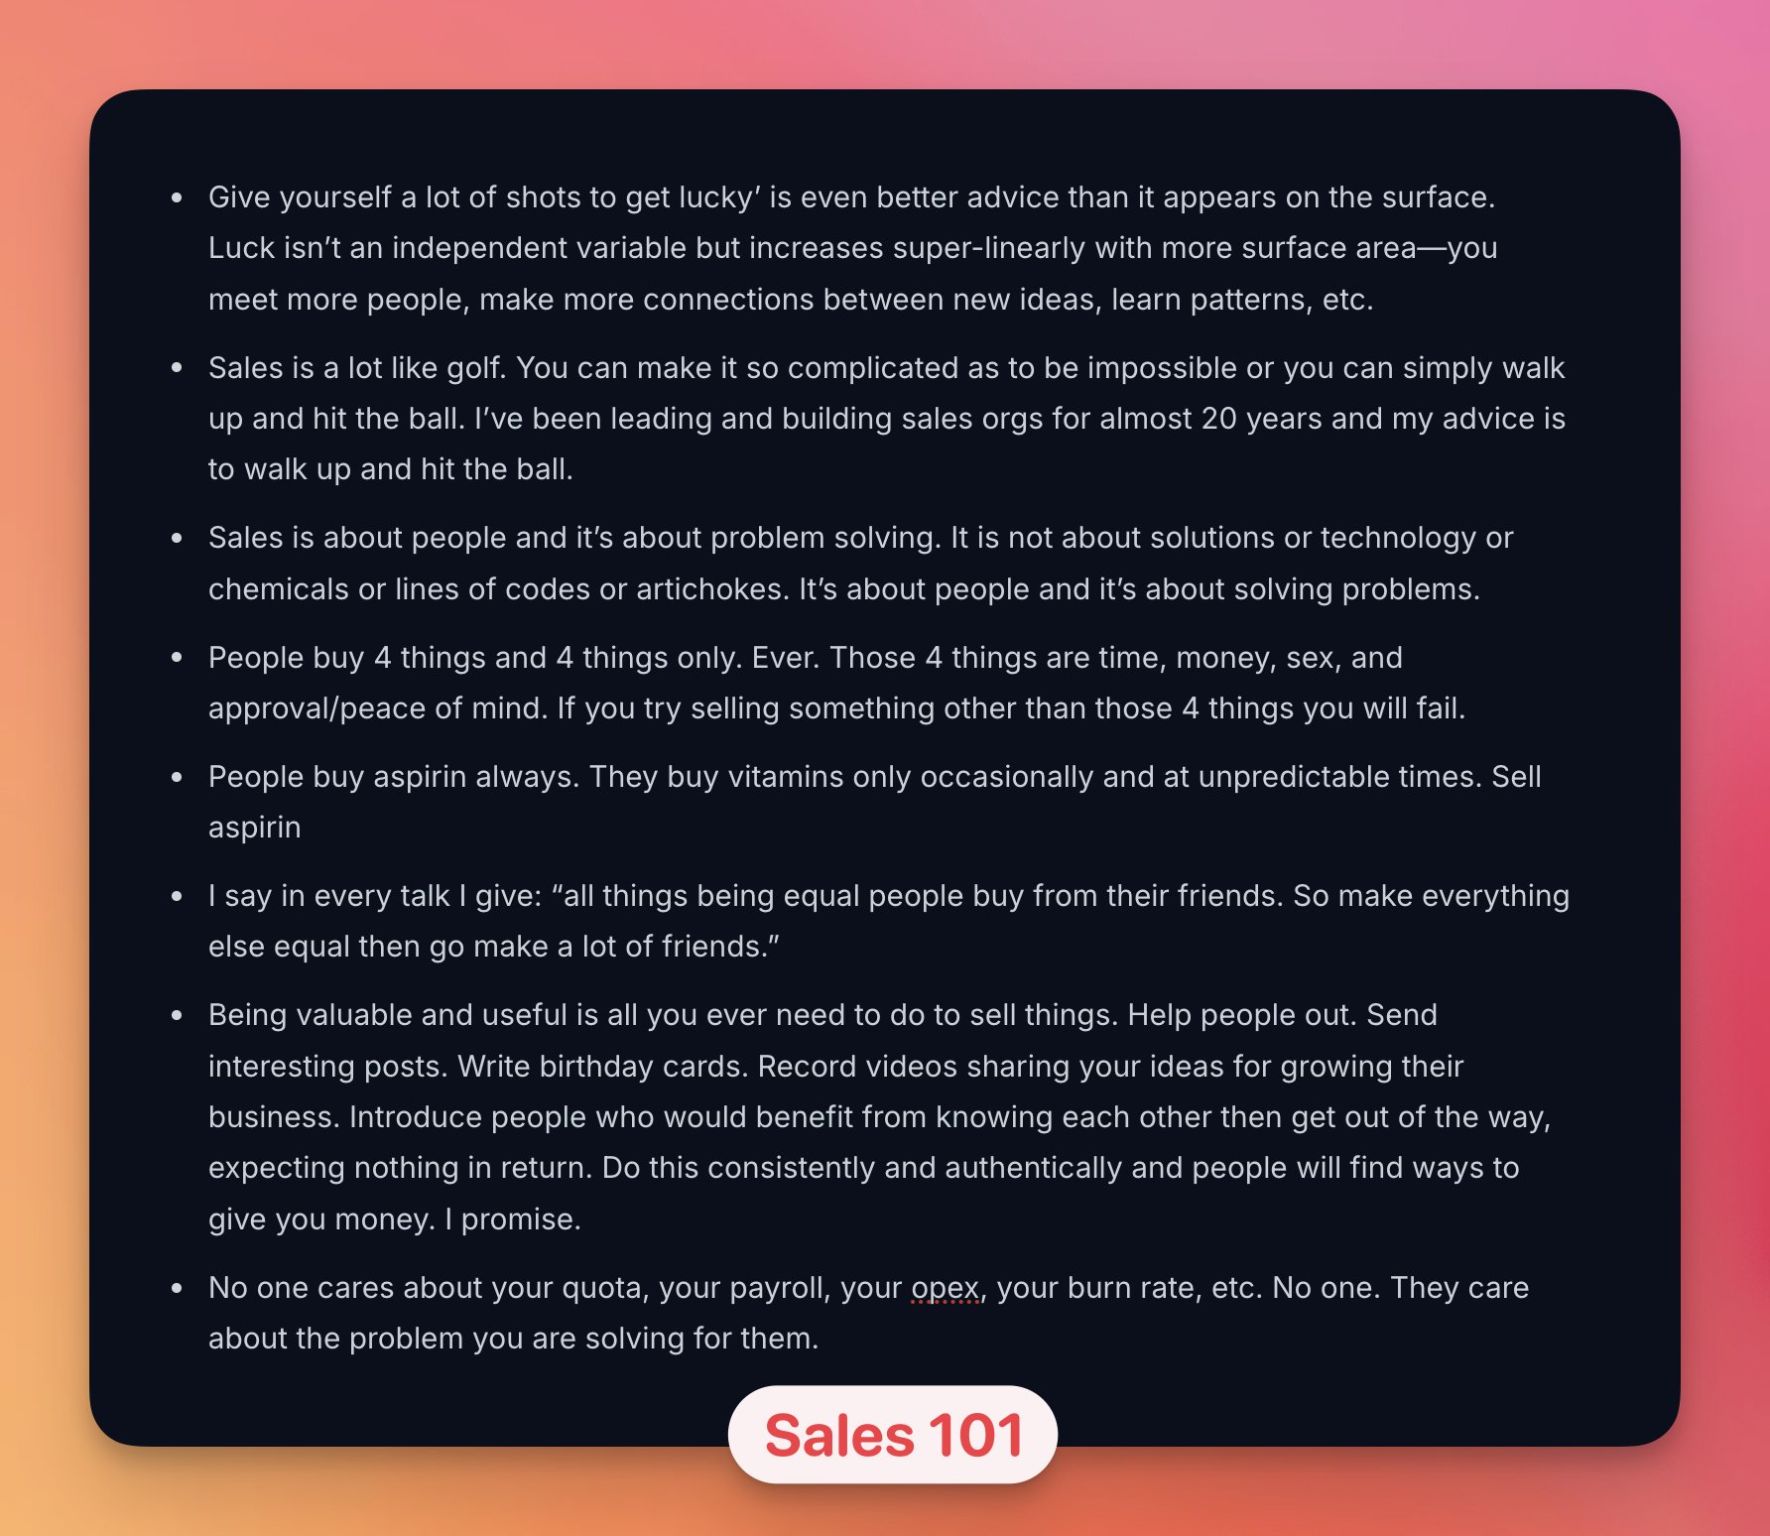 • Give yourself a lot of shots to get lucky’ is even better advice than it appears on the surface.
Luck isn’t an independent variable but increases super-linearly with more surface area—you
meet more people, make more connections between new ideas, learn patterns, etc.
• Sales is a lot like golf. You can make it so complicated as to be impossible or you can simply walk
up and hit the ball. I’ve been leading and building sales orgs for almost 20 years and my advice is
to walk up and hit the ball.
• Sales is about people and it’s about problem solving. It is not about solutions or technology or
chemicals or lines of codes or artichokes. It’s about people and it’s about solving problems.
• People buy 4 things and 4 things only. Ever. Those 4 things are time, money, sex, and
approval/peace of mind. If you try selling something other than those 4 things you will fail.
• People buy aspirin always. They buy vitamins only occasionally and at unpredictable times. Sell
aspirin
• I say in every talk I give: “all things being equal people buy from their friends. So make everything
else equal then go make a lot of friends.”
• Being valuable and useful is all you ever need to do to sell things. Help people out. Send
interesting posts. Write birthday cards. Record videos sharing your ideas for growing their
business. Introduce people who would benefit from knowing each other then get out of the way,
expecting nothing in return. Do this consistently and authentically and people will find ways to
give you money. I promise.
• No one cares about your quota, your payroll, your opex, your burn rate, etc. No one. They care
about the problem you are solving for them.
Sales 101